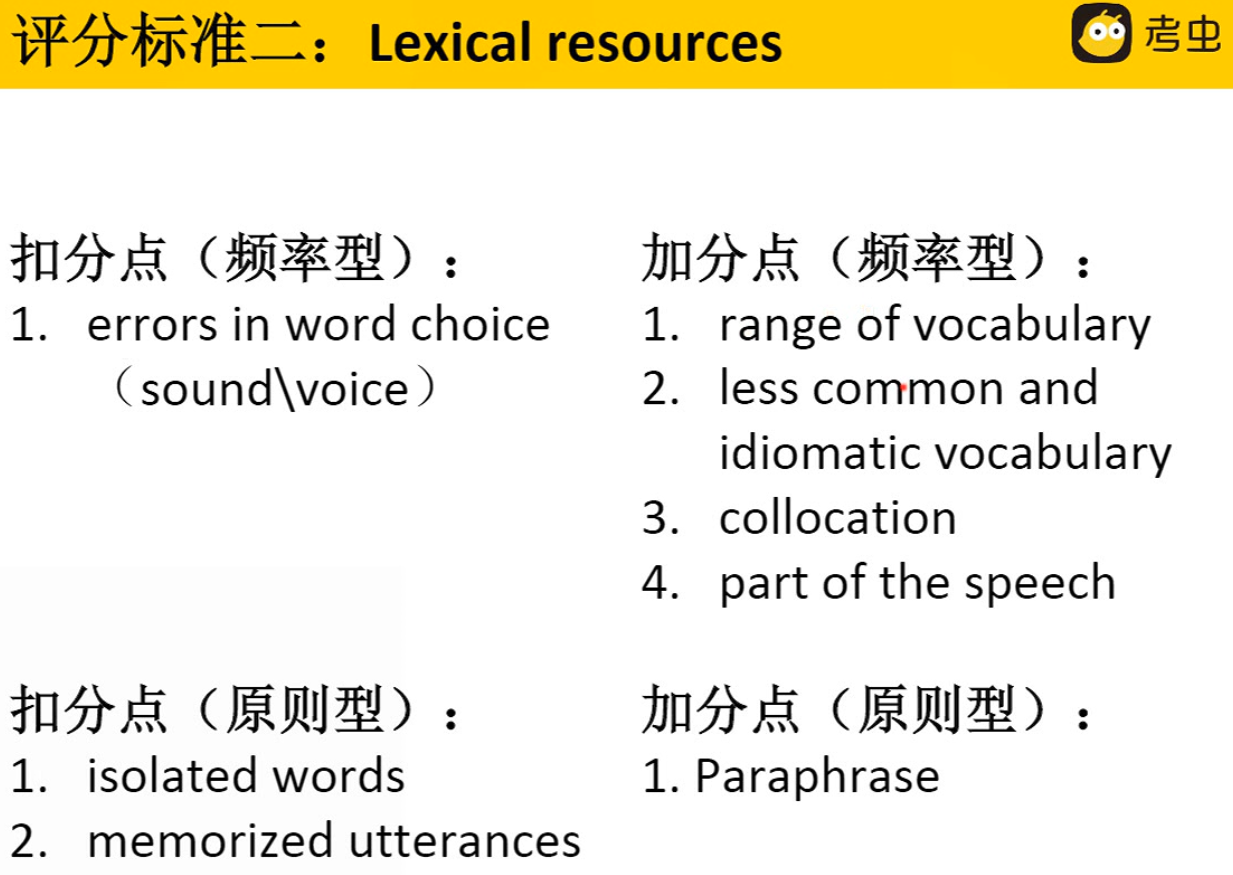 评分标准二：Lexical resources
考虫
扣分点（频率型）：
1. errors in word choice
（sound\voice）
加分点（频率型）：
1. range of vocabulary
2. less common and
idiomatic vocabulary
3. collocation
4. part of the speech
扣分点（原则型）：
1. isolated words
2. memorized utterances
加分点（原则型）：
1. Paraphrase